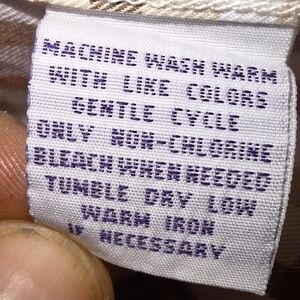 MACHINE WASH WARM
WITH LIKE COLORS
GENTLE CYCLE
ONLY NON-CHLORINE
BLEACH WHEN NEEDED
TUMBLE DRY LOW
WARM IRON
IF NECESSARY